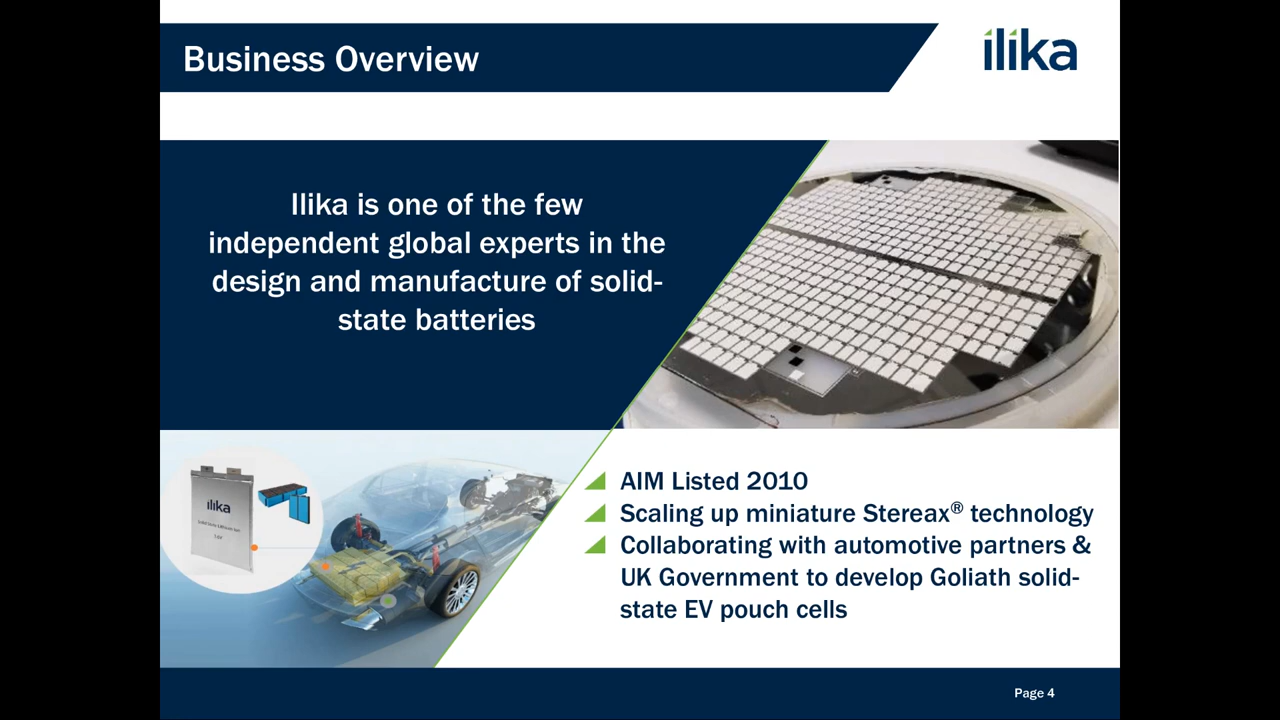 Business Overview
ilika
Ilika is one of the few
independent global experts in the
design and manufacture of solid-
state batteries
ilika
AIM Listed 2010
Scaling up miniature Stereax® technology
Collaborating with automotive partners &
UK Government to develop Goliath solid-
state EV pouch cells
Page 4